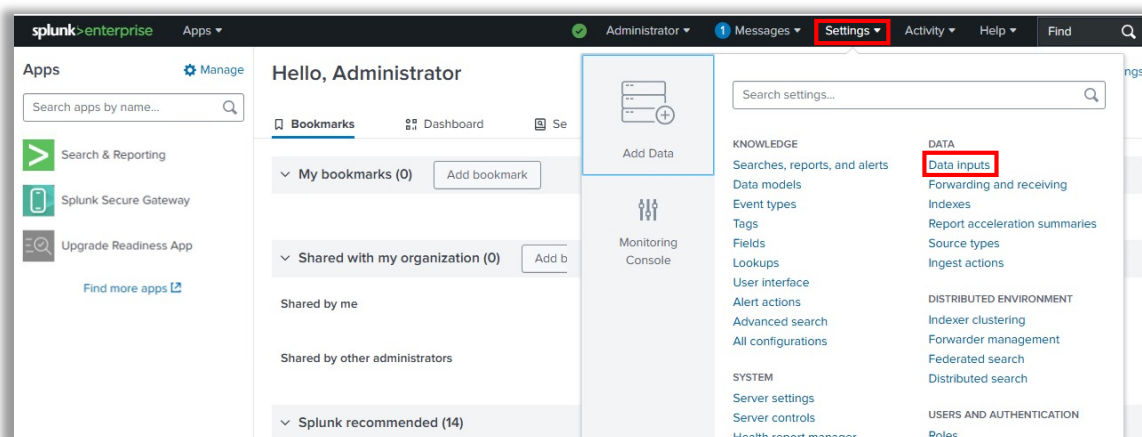 splunk>enterprise Apps Administrator 1 Messages Settings Activity Help Find
Apps Manage
Search apps by name...
Search & Reporting
Splunk Secure Gateway
Upgrade Readiness App
Find more apps
Hello, Administrator
Bookmarks Dashboard Se
My bookmarks (0) Add bookmark
Shared with my organization (0) Add b
Shared by me
Shared by other administrators
Splunk recommended (14)
Add Data
Monitoring
Console
Search settings...
KNOWLEDGE
Searches, reports, and alerts
Data models
Event types
Tags
Fields
Lookups
User interface
Alert actions
Advanced search
All configurations
SYSTEM
Server settings
Server controls
Health report manager
DATA
Data inputs
Forwarding and receiving
Indexes
Report acceleration summaries
Source types
Ingest actions
DISTRIBUTED ENVIRONMENT
Indexer clustering
Forwarder management
Federated search
Distributed search
USERS AND AUTHENTICATION
Roles
ngs